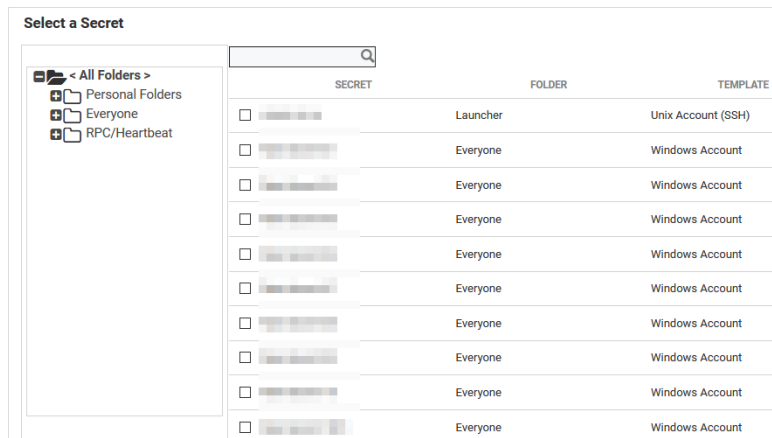 Select a Secret
< All Folders >
Personal Folders
Everyone
RPC/Heartbeat
SECRET FOLDER TEMPLATE
Launcher Unix Account (SSH)
Everyone Windows Account
Everyone Windows Account
Everyone Windows Account
Everyone Windows Account
Everyone Windows Account
Everyone Windows Account
Everyone Windows Account
Everyone Windows Account
Everyone Windows Account